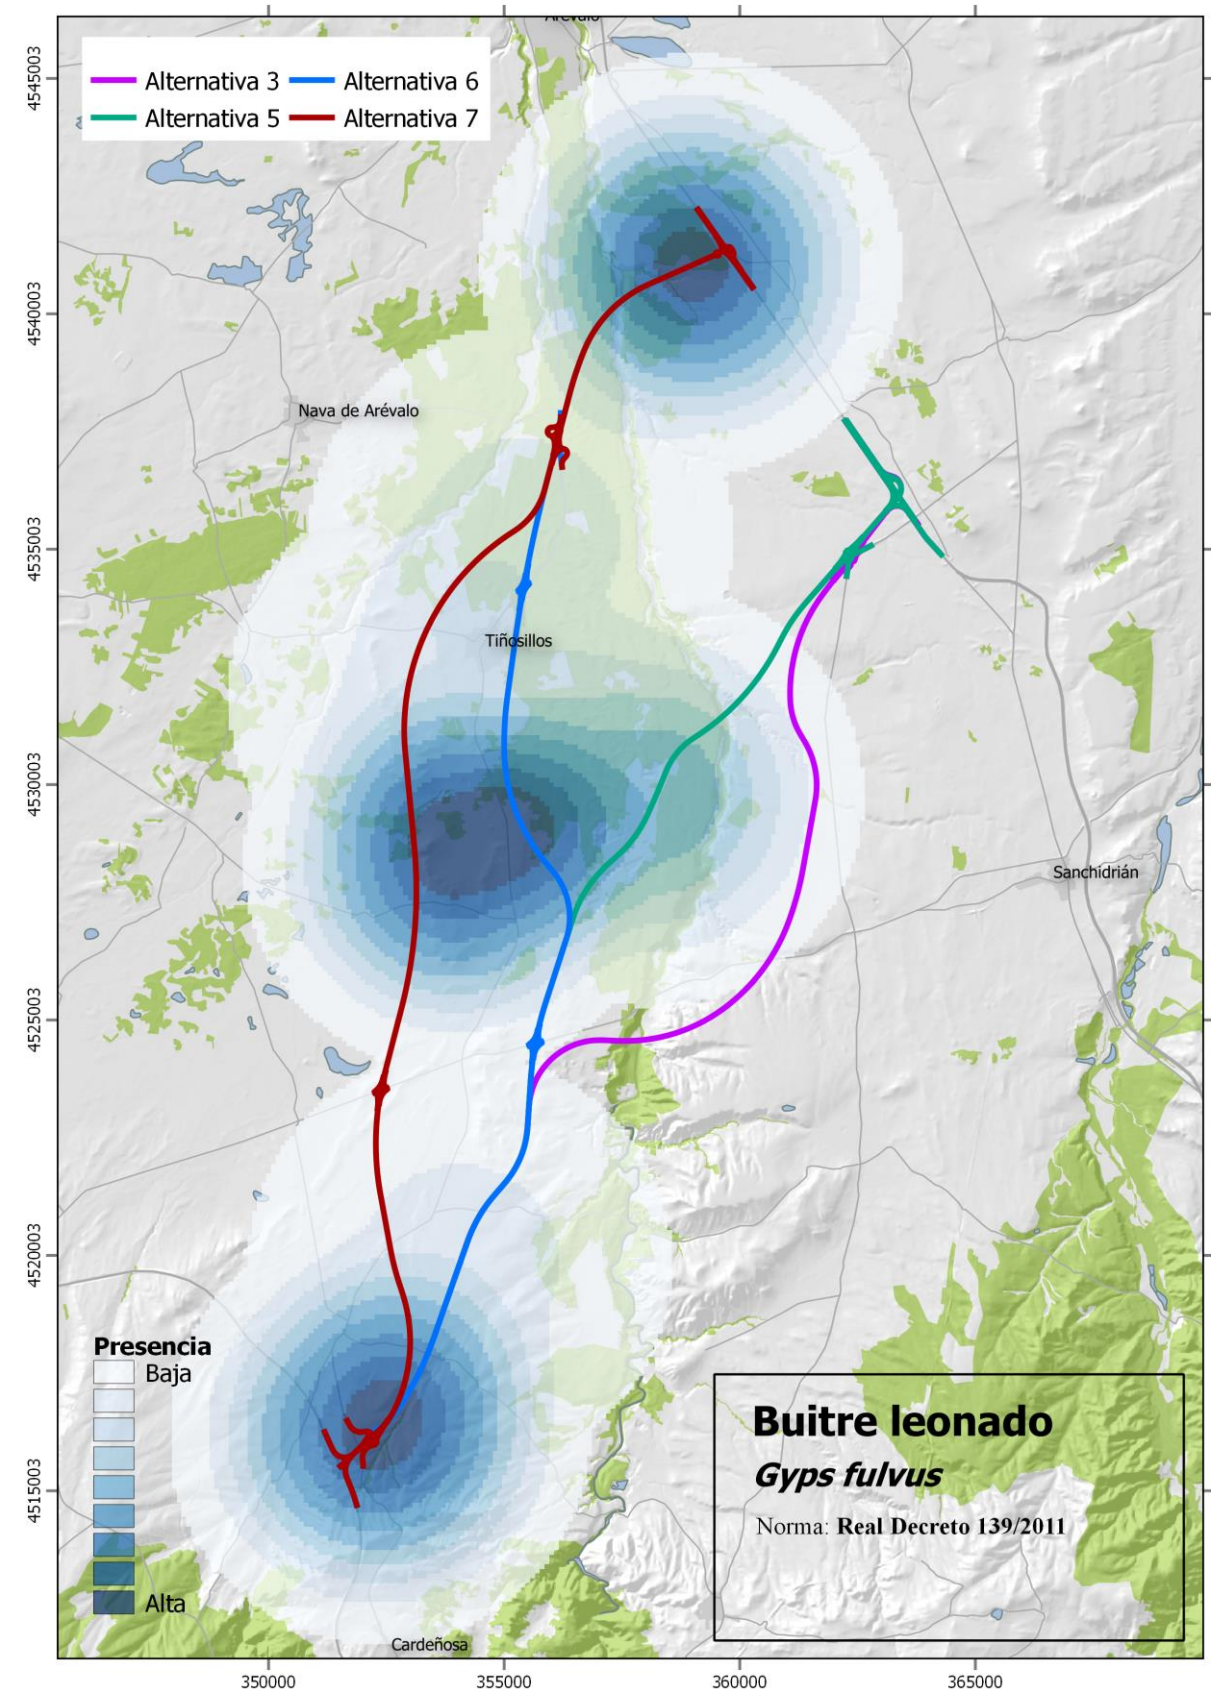 Arévalo
Alternativa 3
Alternativa 6
Alternativa 5
Alternativa 7
4545003
4540003
Nava de Arévalo
4535003
Tiñosillos
4530003
Sanchidrián
4525003
4520003
Presencia
Baja
Alta
4515003
Buitre leonado
Gyps fulvus
Norma: Real Decreto 139/2011
Cardeñosa
350000
355000
360000
365000